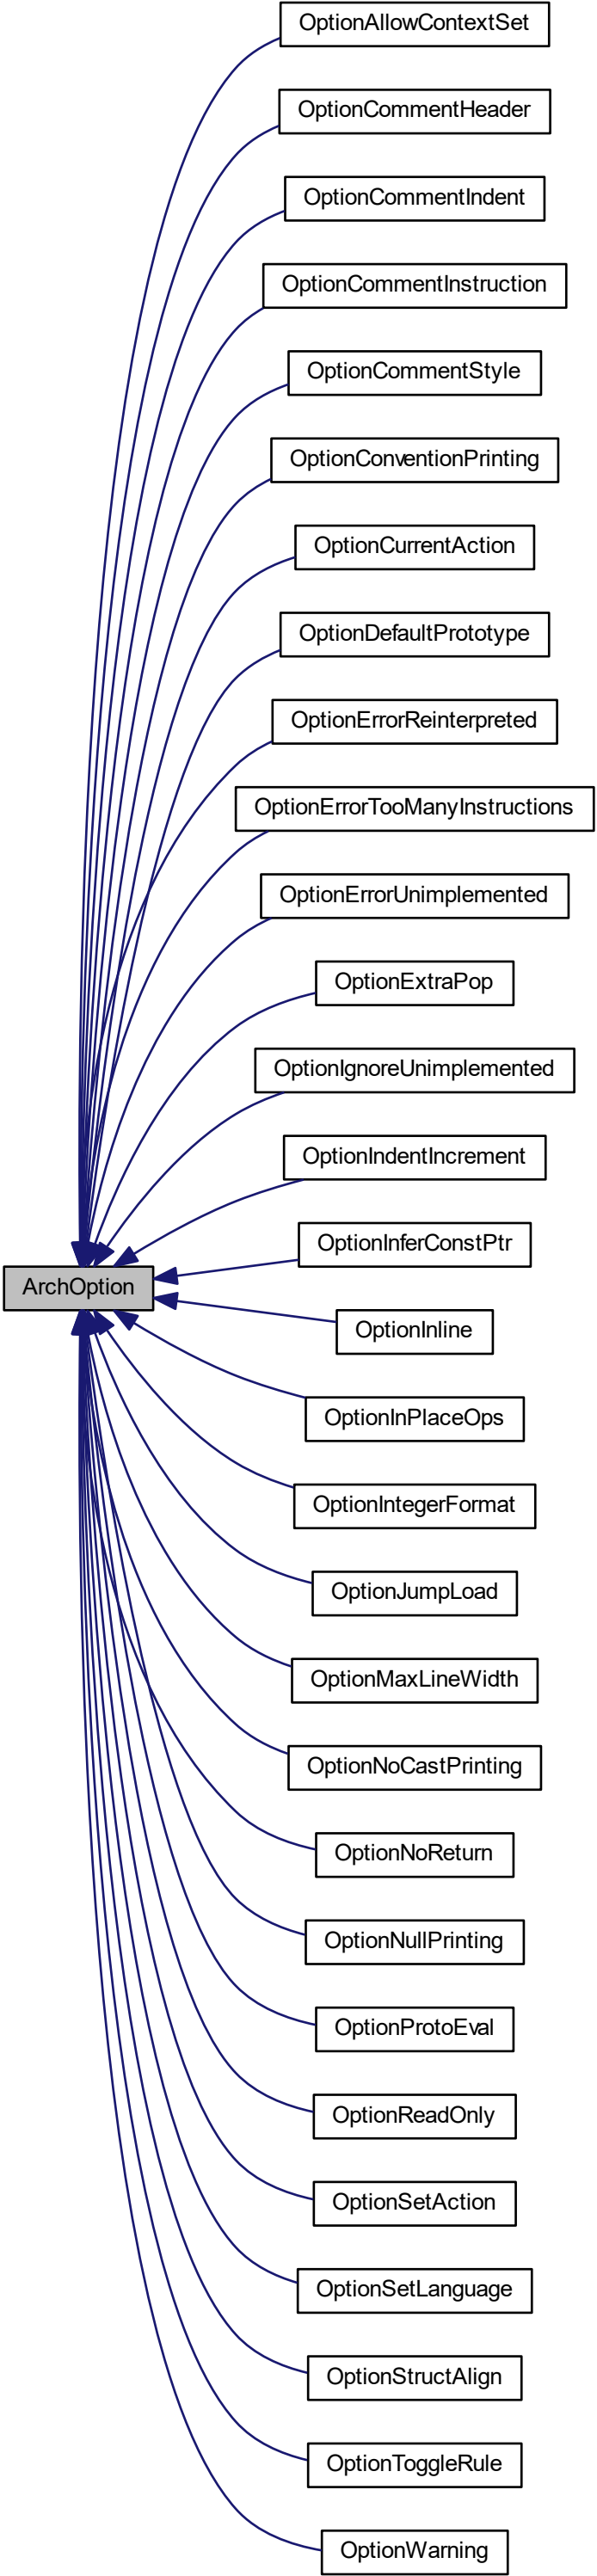 OptionAllowContextSet
OptionCommentHeader
OptionCommentIndent
OptionCommentInstruction
OptionCommentStyle
OptionConventionPrinting
OptionCurrentAction
OptionDefaultPrototype
OptionErrorReinterpreted
OptionErrorTooManyInstructions
OptionErrorUnimplemented
OptionExtraPop
OptionIgnoreUnimplemented
OptionIndentIncrement
OptionInferConstPtr
ArchOption
OptionInline
OptionInPlaceOps
OptionIntegerFormat
OptionJumpLoad
OptionMaxLineWidth
OptionNoCastPrinting
OptionNoReturn
OptionNullPrinting
OptionProtoEval
OptionReadOnly
OptionSetAction
OptionSetLanguage
OptionStructAlign
OptionToggleRule
OptionWarning